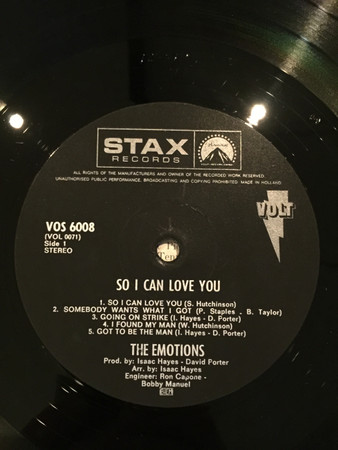 STAX
RECORDS
Paramount
ALL RIGHTS OF THE MANUFACTURERS AND OWNER OF THE RECORDED WORK RESERVED
UNAUTHORISED PUBLIC PERFORMANCE, BROADCASTING AND COPYING PROHIBITED. MADE IN HOLLAND
VOLT
VOS 6008
(VOL 0071)
Side 1
STEREO
SO I CAN LOVE YOU
1. SO I CAN LOVE YOU (S. Hutchinson)
2. SOMEBODY WANTS WHAT I GOT (P. Staples . B. Taylor)
3. GOING ON STRIKE (I. Hayes - D. Porter)
4. I FOUND MY MAN (W. Hutchinson)
5. GOT TO BE THE MAN (I. Hayes - D. Porter)
THE EMOTIONS
Prod. by: Isaac Hayes - David Porter
Arr. by: Isaac Hayes
Engineer: Ron Capone -
Bobby Manuel